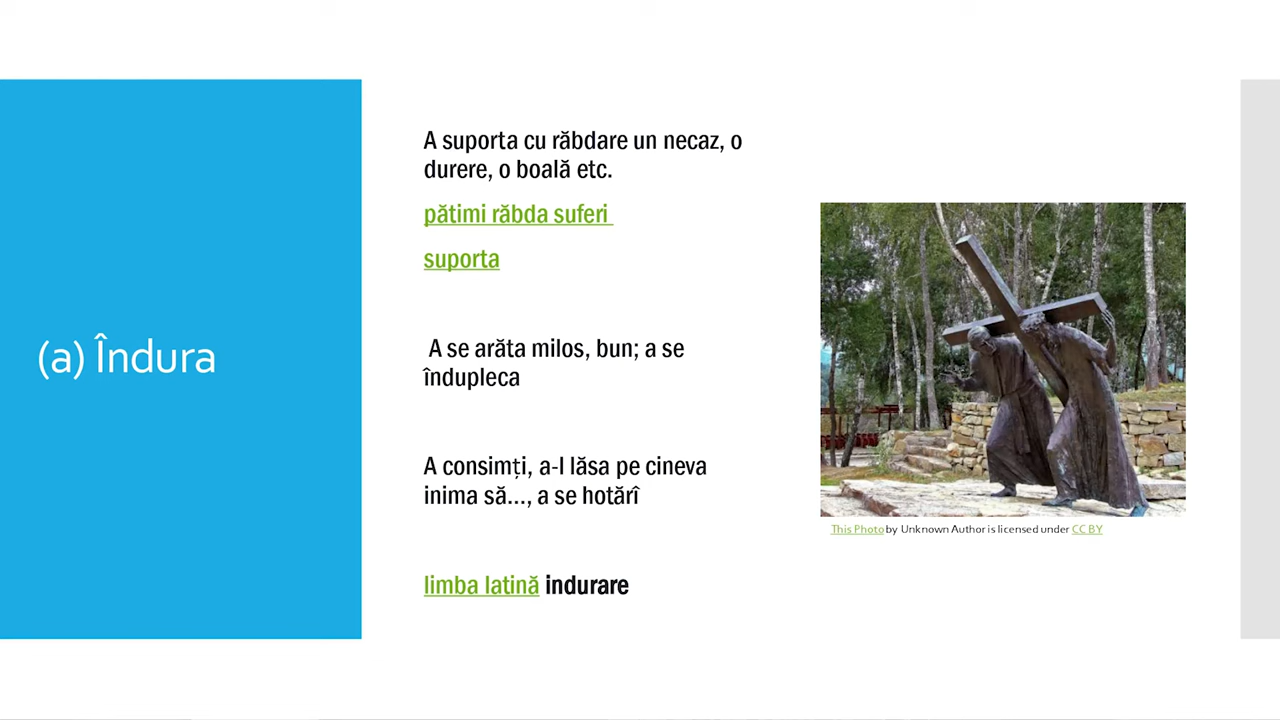 (a) Îndura
A suporta cu răbdare un necaz, o
durere, o boală etc.
pătimi răbda suferi
suporta
A se arăta milos, bun; a se
îndupleca
A consimți, a-l lăsa pe cineva
inima să..., a se hotărî
limba latină indurare
This Photo by Unknown Author is licensed under CC BY